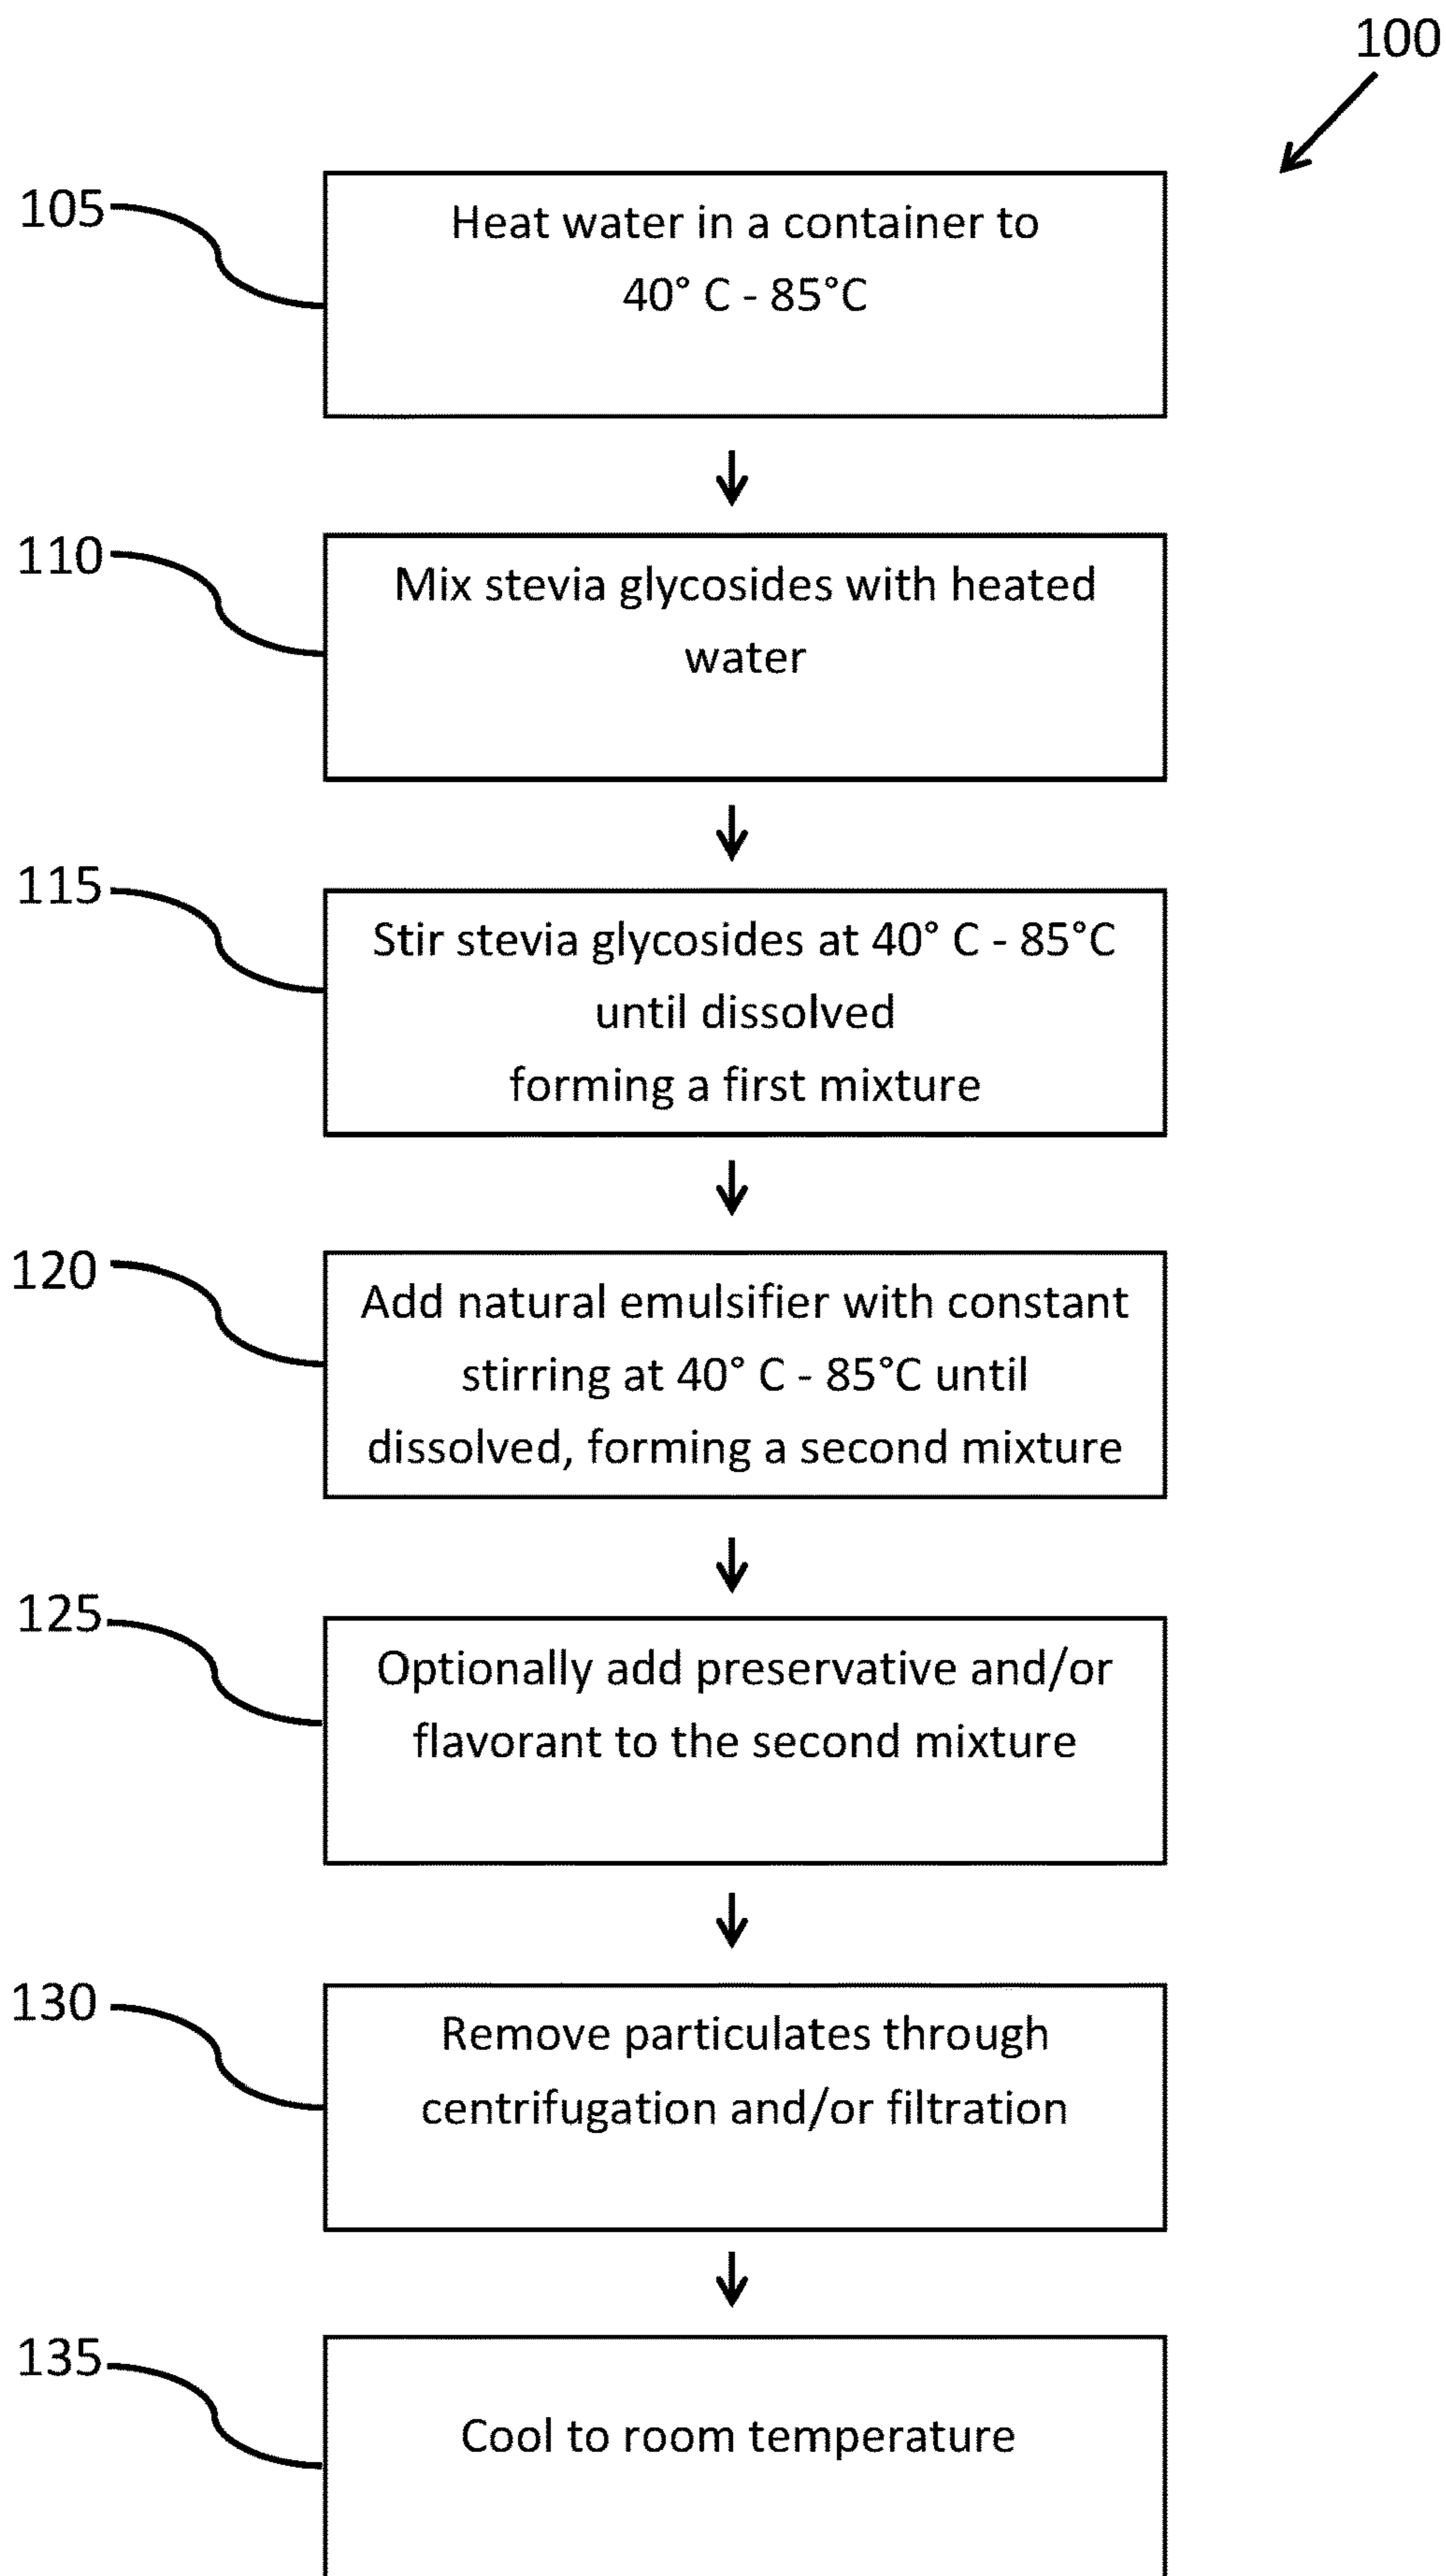 100
105
Heat water in a container to
40° C - 85°C
110
Mix stevia glycosides with heated
water
115
Stir stevia glycosides at 40° C - 85°C
until dissolved
forming a first mixture
120
Add natural emulsifier with constant
stirring at 40° C - 85°C until
dissolved, forming a second mixture
125
Optionally add preservative and/or
flavorant to the second mixture
130
Remove particulates through
centrifugation and/or filtration
135
Cool to room temperature